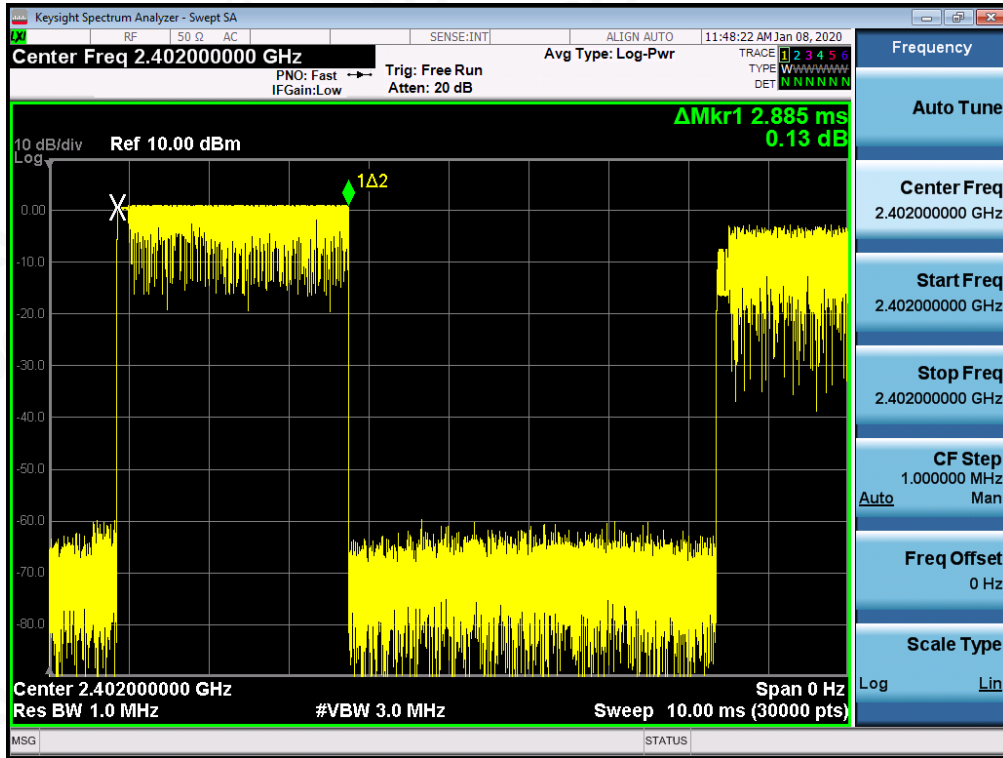 Keysight Spectrum Analyzer - Swept SA
LXI RF 50 Ω AC SENSE:INT ALIGN AUTO 11:48:22 AM Jan 08, 2020
Center Freq 2.402000000 GHz
PNO: Fast
IFGain:Low
Trig: Free Run
Atten: 20 dB
Avg Type: Log-Pwr
TRACE 1 2 3 4 5 6
TYPE WWWWWW
DET N N N N N N
ΔMkr1 2.885 ms
0.13 dB
10 dB/div Ref 10.00 dBm
Log
1Δ2
0.00
-10.0
-20.0
-30.0
-40.0
-50.0
-60.0
-70.0
-80.0
Center 2.402000000 GHz Span 0 Hz
Res BW 1.0 MHz #VBW 3.0 MHz Sweep 10.00 ms (30000 pts)
MSG STATUS
Frequency
Auto Tune
Center Freq
2.402000000 GHz
Start Freq
2.402000000 GHz
Stop Freq
2.402000000 GHz
CF Step
1.000000 MHz
Auto Man
Freq Offset
0 Hz
Scale Type
Log Lin